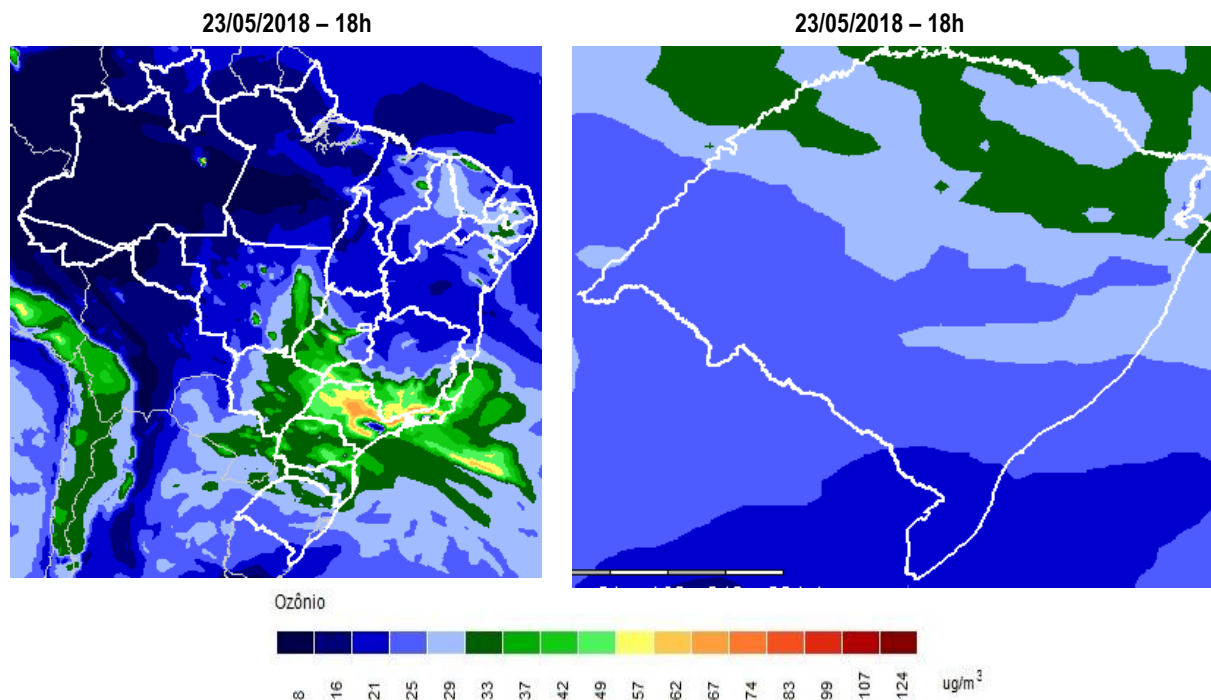 23/05/2018 – 18h
23/05/2018 – 18h
Ozônio
8 16 21 25 29 33 37 42 49 57 62 67 74 83 99 107 124 ug/m³